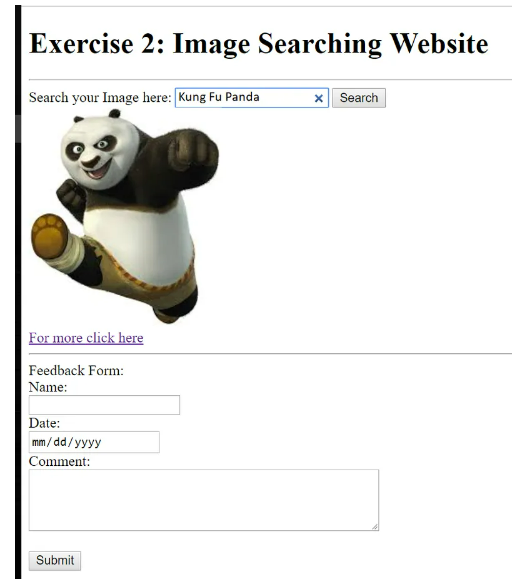 Exercise 2: Image Searching Website
Search your Image here: Kung Fu Panda × Search
For more click here
Feedback Form:
Name:
Date:
mm/dd/yyyy
Comment:
Submit